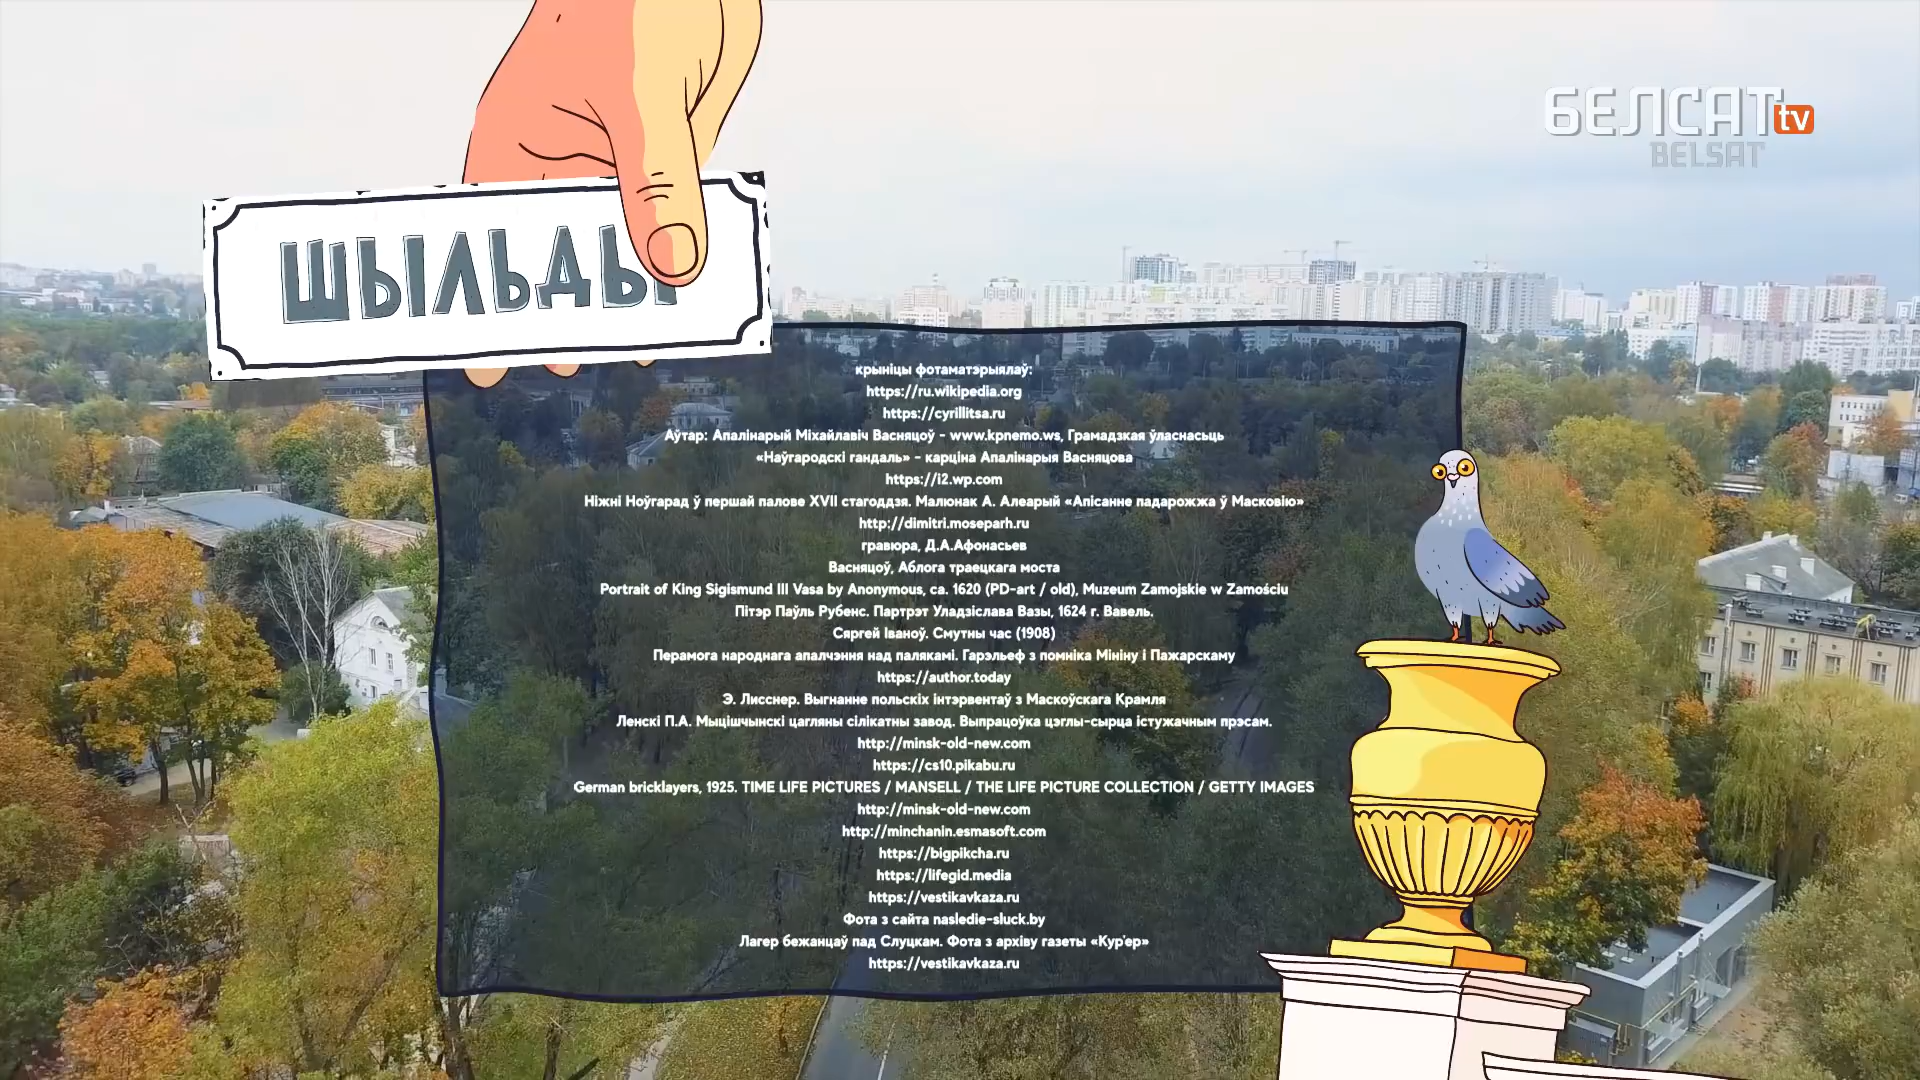 БЕЛСАТ tv
BELSAT
ШЫЛЬДЫ
крыніцы фотаматэрыялаў:
https://ru.wikipedia.org
https://cyrillitsa.ru
Аўтар: Апалінарый Міхайлавіч Васняцоў - www.kpnemo.ws, Грамадзкая ўласнасьць
«Наўгародскі гандаль» - карціна Апалінарыя Васняцова
https://i2.wp.com
Ніжні Ноўгарад ў першай палове XVII стагоддзя. Малюнак А. Алеарый «Апісанне падарожжа ў Масковію»
http://dimitri.moseparh.ru
гравюра, Д.А.Афонасьев
Васняцоў, Аблога траецкага моста
Portrait of King Sigismund III Vasa by Anonymous, ca. 1620 (PD-art / old), Muzeum Zamojskie w Zamościu
Пітэр Паўль Рубенс. Партрэт Уладзіслава Вазы, 1624 г. Вавель.
Сяргей Іваноў. Смутны час (1908)
Перамога народнага апалчэння над палякамі. Гарэльеф з помніка Мініну і Пажарскаму
https://author.today
Э. Лисснер. Выгнанне польскіх інтэрвентаў з Маскоўскага Крамля
Ленскі П.А. Мыцішчынскі цагляны сілікатны завод. Выпрацоўка цэглы-сырца істужачным прэсам.
http://minsk-old-new.com
https://cs10.pikabu.ru
German bricklayers, 1925. TIME LIFE PICTURES / MANSELL / THE LIFE PICTURE COLLECTION / GETTY IMAGES
http://minsk-old-new.com
http://minchanin.esmasoft.com
https://bigpikcha.ru
https://lifegid.media
https://vestikavkaza.ru
Фота з сайта nasledie-sluck.by
Лагер бежанцаў пад Слуцкам. Фота з архіву газеты «Кур'ер»
https://vestikavkaza.ru